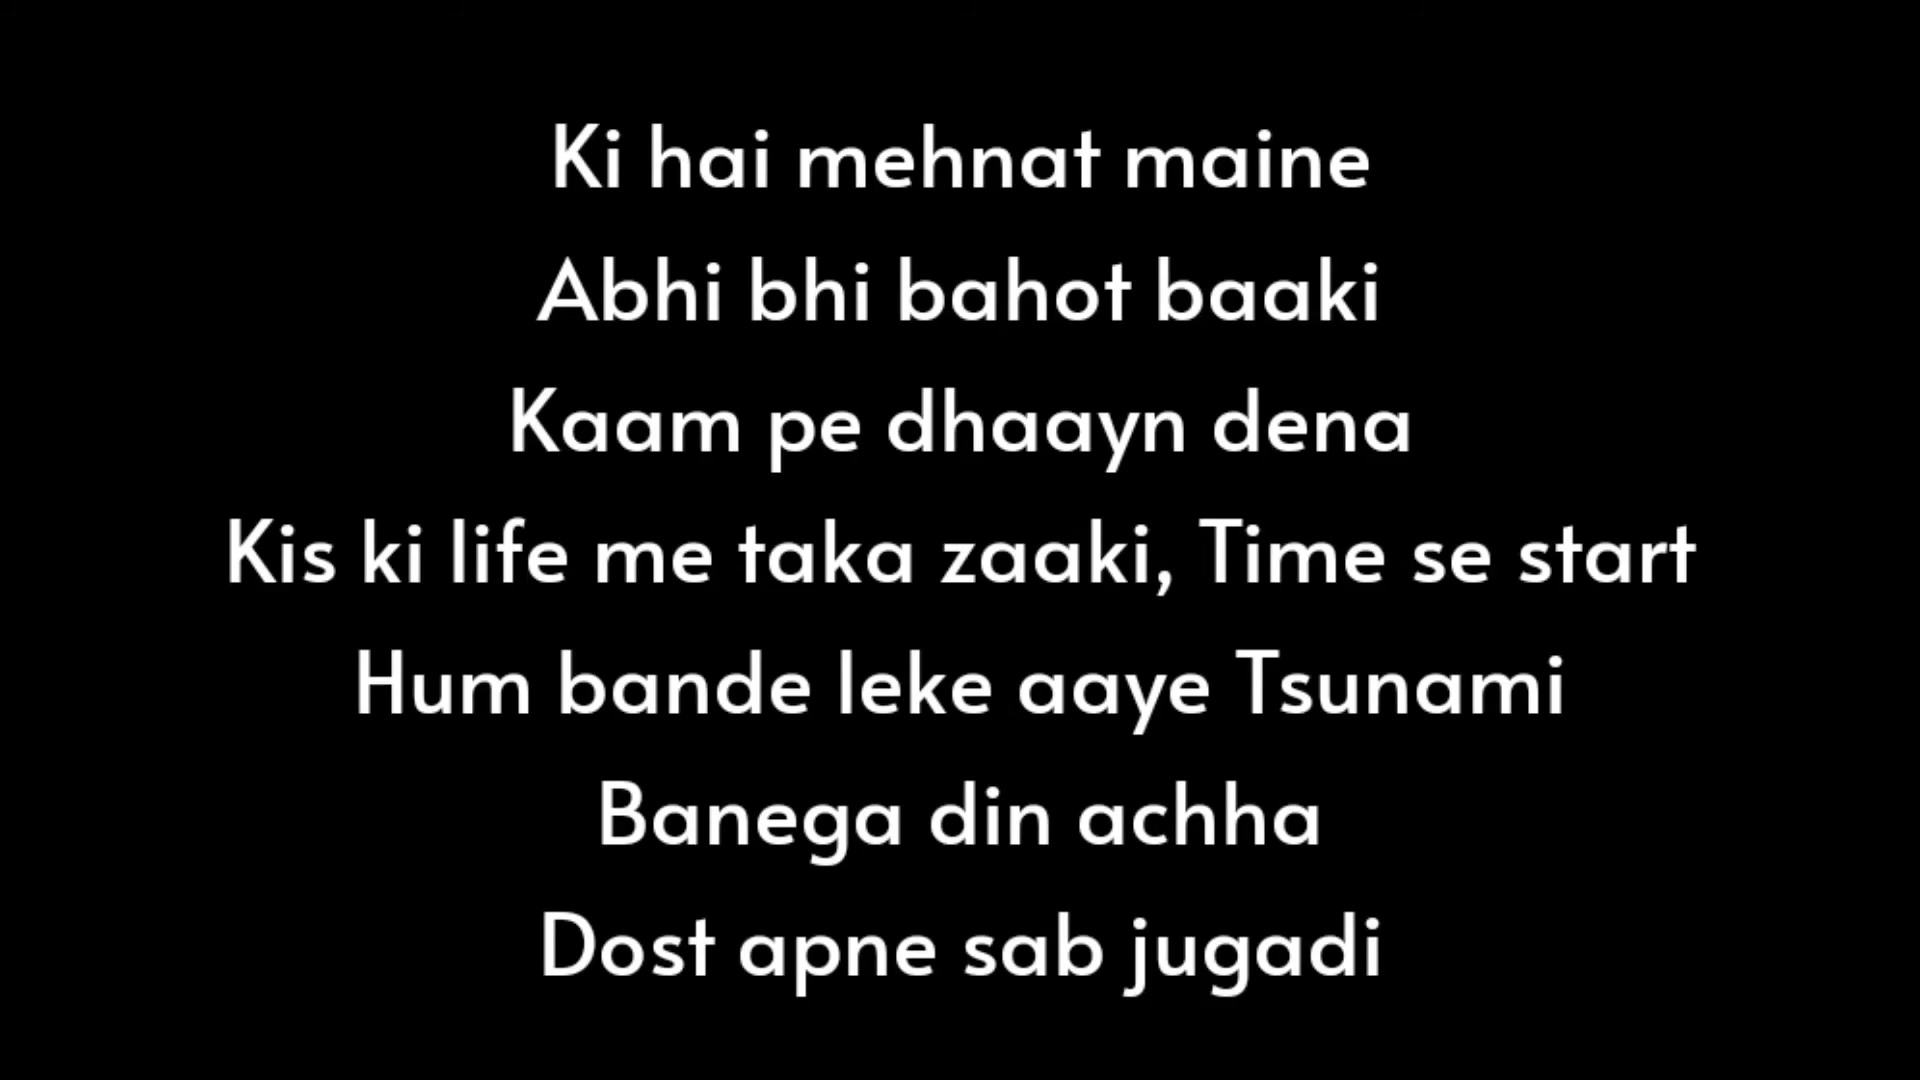 Ki hai mehnat maine
Abhi bhi bahot baaki
Kaam pe dhaayn dena
Kis ki life me taka zaaki, Time se start
Hum bande leke aaye Tsunami
Banega din achha
Dost apne sab jugadi